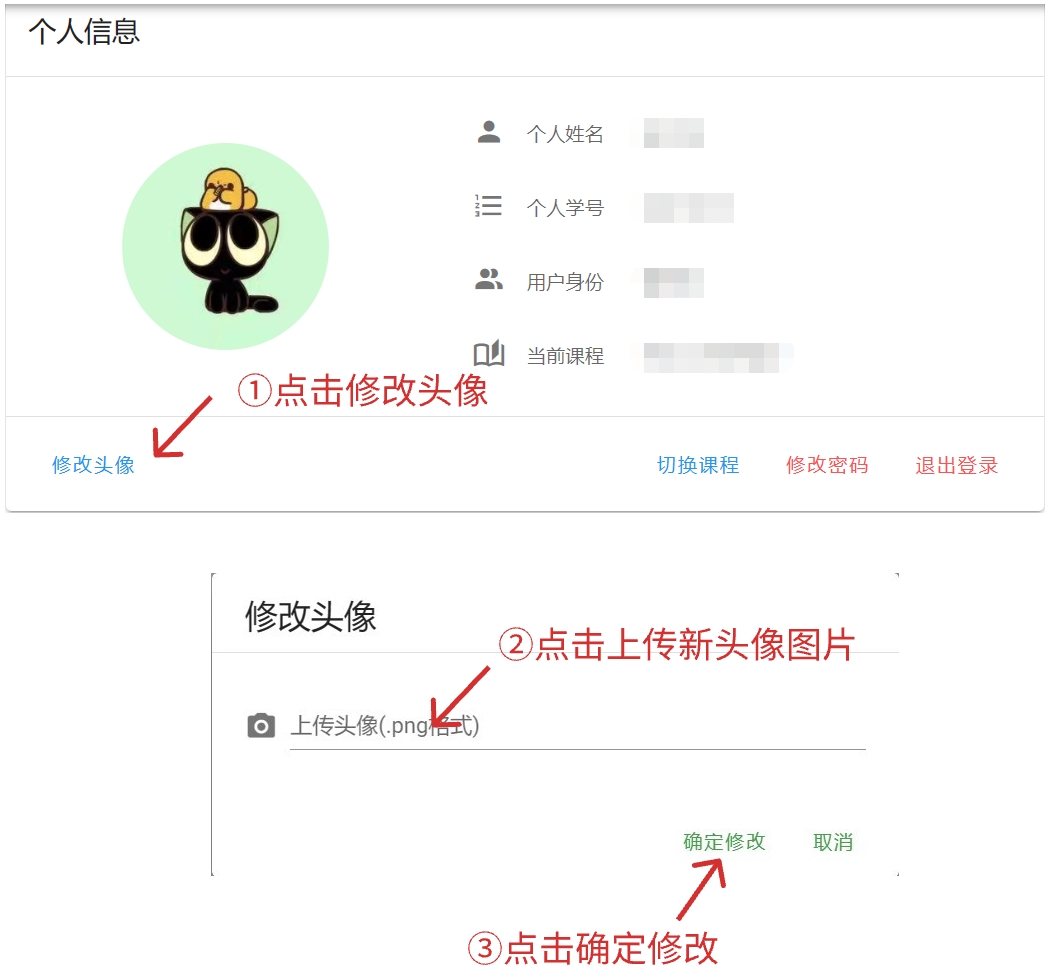 个人信息
个人姓名
个人学号
用户身份
当前课程
①点击修改头像
修改头像
切换课程
修改密码
退出登录
修改头像
②点击上传新头像图片
上传头像(.png格式)
确定修改
取消
③点击确定修改